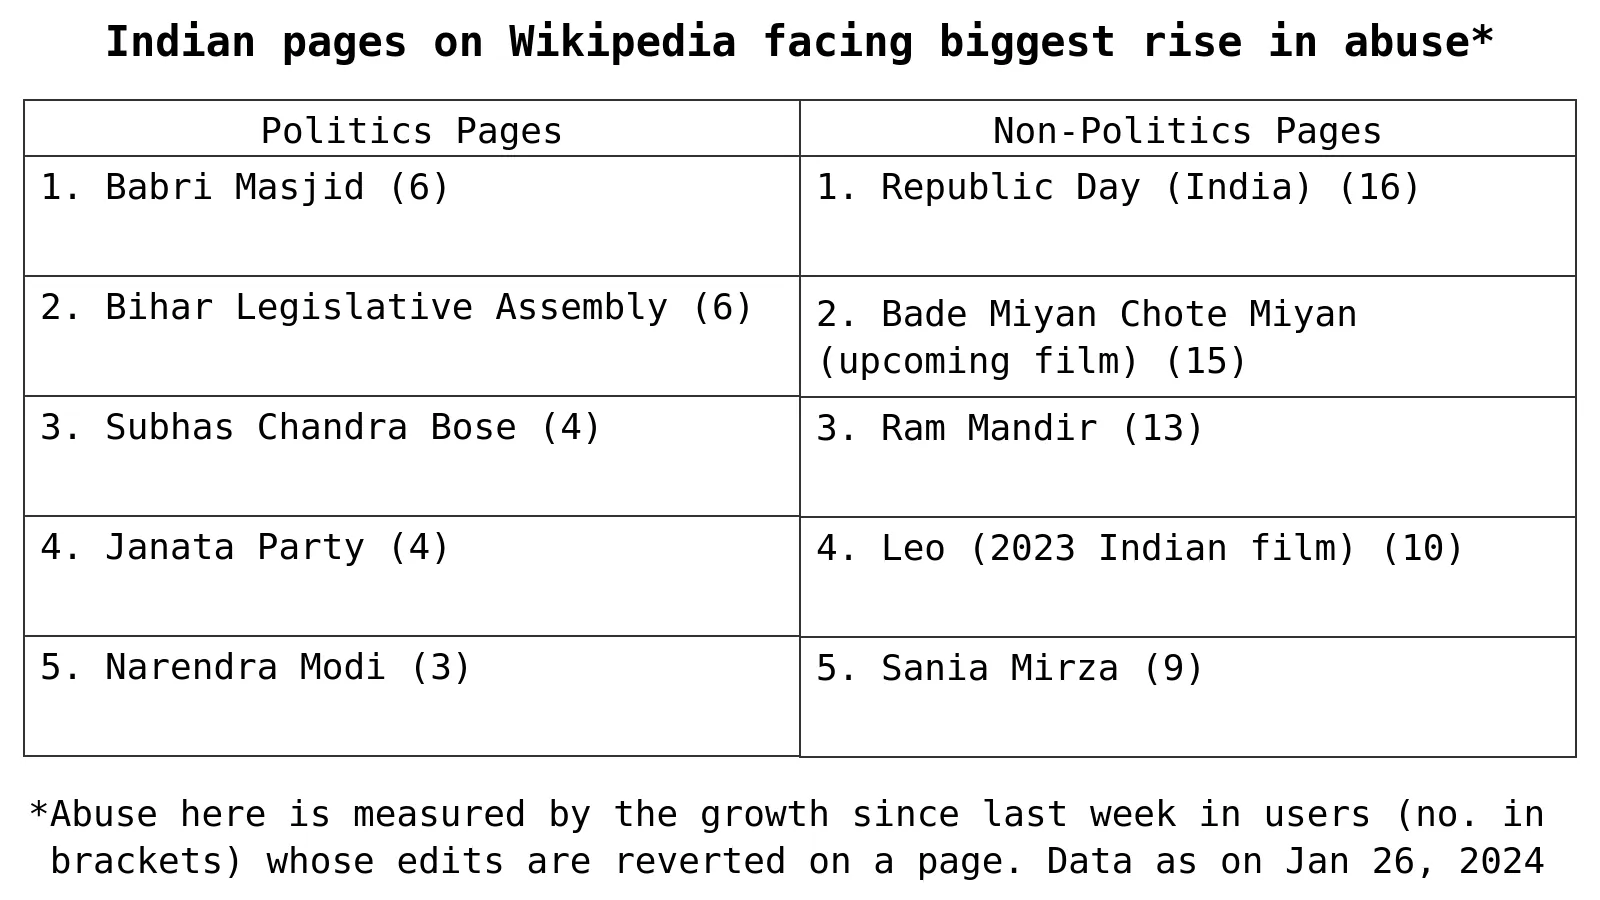 Indian pages on Wikipedia facing biggest rise in abuse*
Politics Pages
Non-Politics Pages
1. Babri Masjid (6)
1. Republic Day (India) (16)
2. Bihar Legislative Assembly (6)
2. Bade Miyan Chote Miyan
(upcoming film) (15)
3. Subhas Chandra Bose (4)
3. Ram Mandir (13)
4. Janata Party (4)
4. Leo (2023 Indian film) (10)
5. Narendra Modi (3)
5. Sania Mirza (9)
*Abuse here is measured by the growth since last week in users (no. in
brackets) whose edits are reverted on a page. Data as on Jan 26, 2024